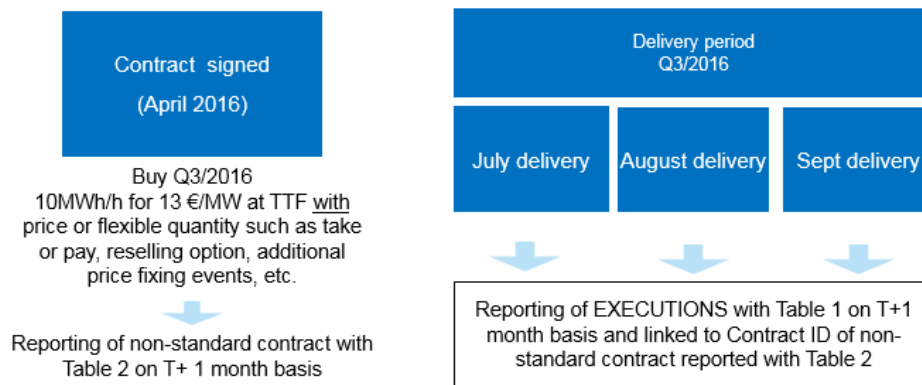 Contract signed
(April 2016)
Buy Q3/2016
10MWh/h for 13 €/MW at TTF with
price or flexible quantity such as take
or pay, reselling option, additional
price fixing events, etc.
Reporting of non-standard contract with
Table 2 on T+ 1 month basis
Delivery period
Q3/2016
July delivery
August delivery
Sept delivery
Reporting of EXECUTIONS with Table 1 on T+1
month basis and linked to Contract ID of non-
standard contract reported with Table 2